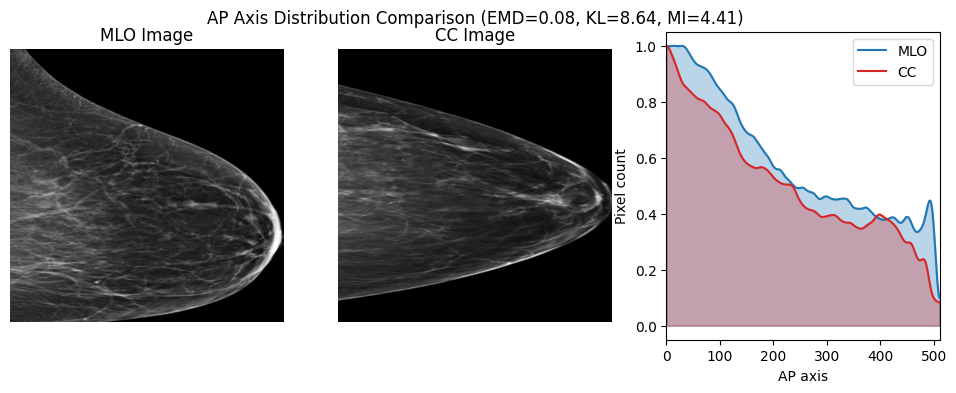 AP Axis Distribution Comparison (EMD=0.08, KL=8.64, MI=4.41)
MLO Image
CC Image
MLO
CC
Pixel count
1.0
0.8
0.6
0.4
0.2
0.0
0 100 200 300 400 500
AP axis